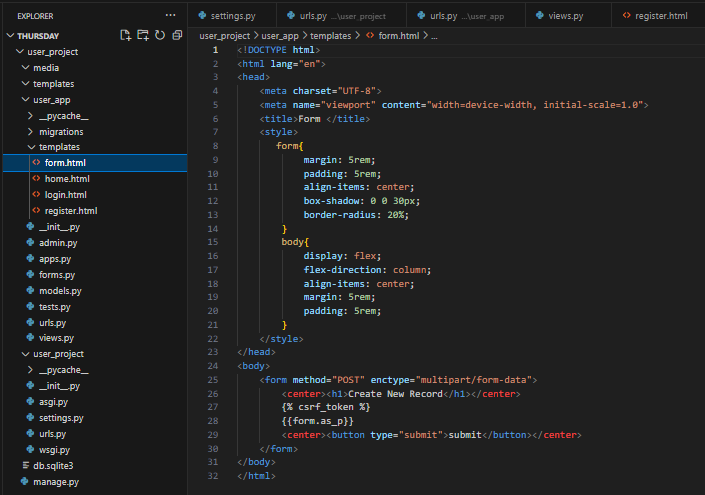 EXPLORER
THURSDAY
user_project
media
templates
user_app
__pycache__
migrations
templates
form.html
home.html
login.html
register.html
__init__.py
admin.py
apps.py
forms.py
models.py
tests.py
urls.py
views.py
user_project
__pycache__
__init__.py
asgi.py
settings.py
urls.py
wsgi.py
db.sqlite3
manage.py
settings.py urls.py ...\user_project urls.py ...\user_app views.py register.html
user_project > user_app > templates > <> form.html > ...
1 <!DOCTYPE html>
2 <html lang="en">
3 <head>
4 <meta charset="UTF-8">
5 <meta name="viewport" content="width=device-width, initial-scale=1.0">
6 <title>Form </title>
7 <style>
8 form{
9 margin: 5rem;
10 padding: 5rem;
11 align-items: center;
12 box-shadow: 0 0 30px;
13 border-radius: 20%;
14 }
15 body{
16 display: flex;
17 flex-direction: column;
18 align-items: center;
19 margin: 5rem;
20 padding: 5rem;
21 }
22 </style>
23 </head>
24 <body>
25 <form method="POST" enctype="multipart/form-data">
26 <center><h1>Create New Record</h1></center>
27 {% csrf_token %}
28 {{form.as_p}}
29 <center><button type="submit">submit</button></center>
30 </form>
31 </body>
32 </html>